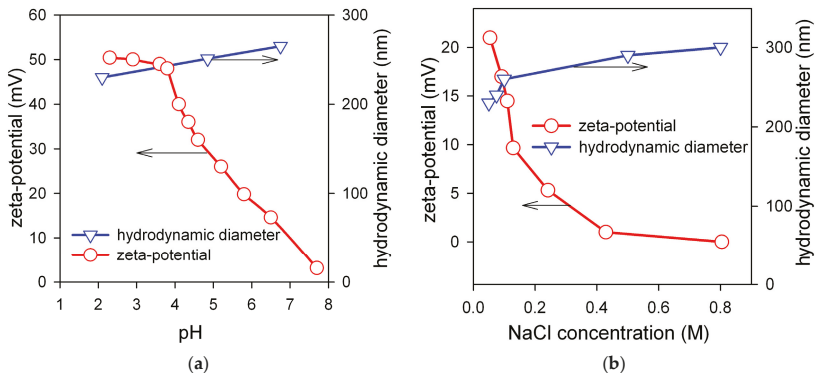 (a)
60
50
40
30
20
10
0
zeta-potential (mV)
300
200
100
0
hydrodynamic diameter (nm)
hydrodynamic diameter
zeta-potential
1 2 3 4 5 6 7 8
pH
(b)
20
15
10
5
0
zeta-potential (mV)
300
200
100
0
hydrodynamic diameter (nm)
zeta-potential
hydrodynamic diameter
0.0 0.2 0.4 0.6 0.8
NaCl concentration (M)